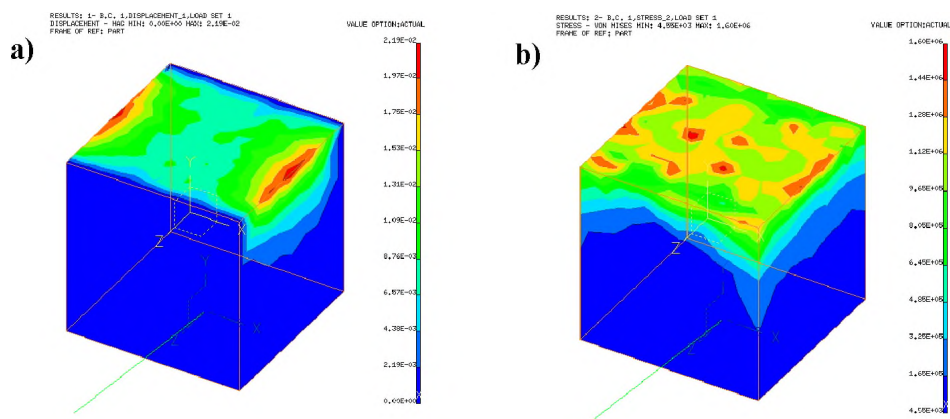 a)
RESULTS: 1- B.C. 1,DISPLACEMENT_1,LOAD SET 1
DISPLACEMENT - MAG MIN: 0.00E+00 MAX: 2.19E-02
FRAME OF REF: PART
VALUE OPTION:ACTUAL
2.19E-02
1.97E-02
1.75E-02
1.53E-02
1.31E-02
1.09E-02
8.76E-03
6.57E-03
4.38E-03
2.19E-03
0.00E+00
Y
X
Z
Y
X
Z
b)
RESULTS: 2- B.C. 1,STRESS_2,LOAD SET 1
STRESS - VON MISES MIN: 4.55E+03 MAX: 1.60E+06
FRAME OF REF: PART
VALUE OPTION:ACTUAL
1.60E+06
1.44E+06
1.28E+06
1.12E+06
9.65E+05
8.05E+05
6.45E+05
4.85E+05
3.25E+05
1.65E+05
4.55E+03
Z
X
Z